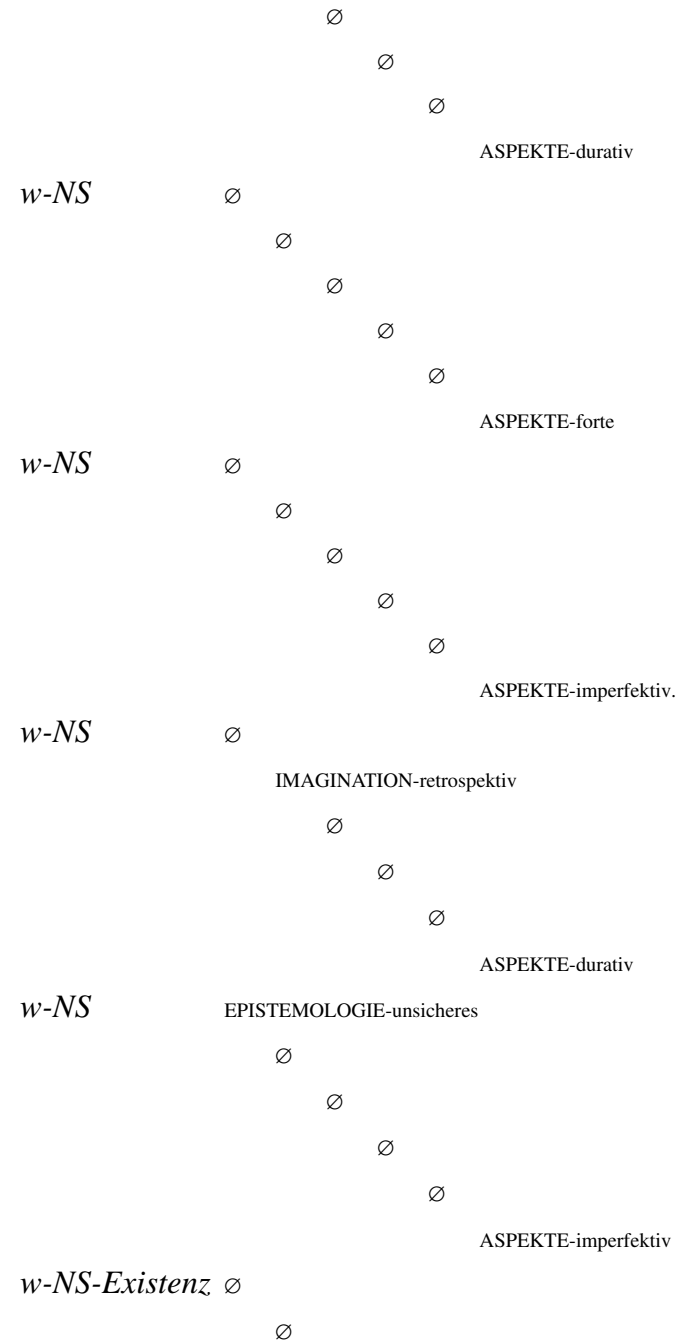 ∅
∅
∅
ASPEKTE-durativ
w-NS ∅
∅
∅
∅
∅
ASPEKTE-forte
w-NS ∅
∅
∅
∅
∅
ASPEKTE-imperfektiv.
w-NS ∅
IMAGINATION-retrospektiv
∅
∅
∅
ASPEKTE-durativ
w-NS EPISTEMOLOGIE-unsicheres
∅
∅
∅
∅
ASPEKTE-imperfektiv
w-NS-Existenz ∅
∅